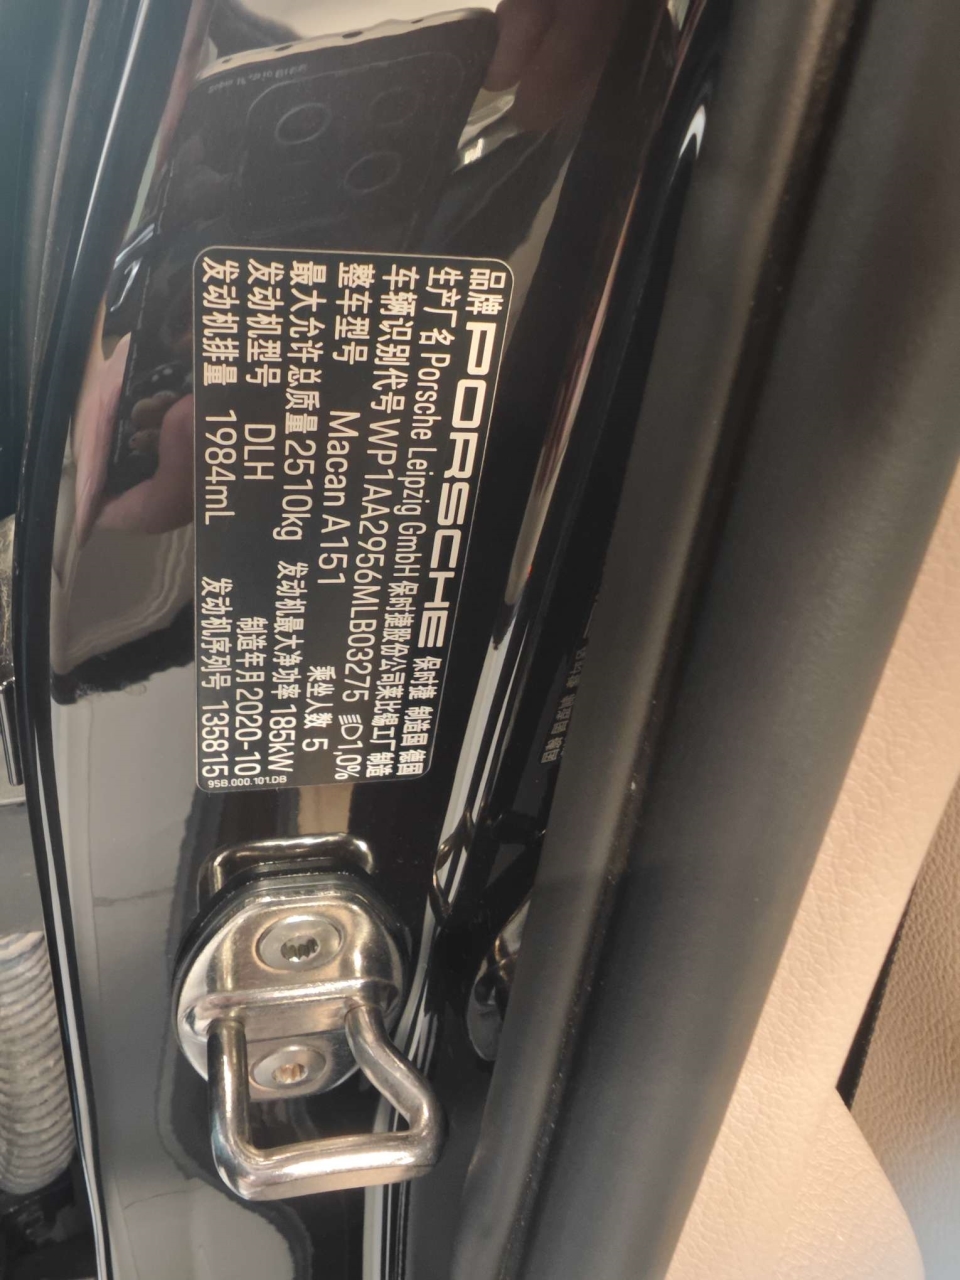 品牌 PORSCHE 保时捷 制造国 德国
生产厂名 Porsche Leipzig GmbH 保时捷股份公司莱比锡工厂制造
车辆识别代号 WP1AA2956MLB03275 1,0%
整车型号 Macan A151 乘坐人数 5
最大允许总质量 2510kg 发动机最大净功率 185kW
发动机型号 DLH 制造年月 2020-10
发动机排量 1984mL 发动机序列号 135815
95B.000.101.DB